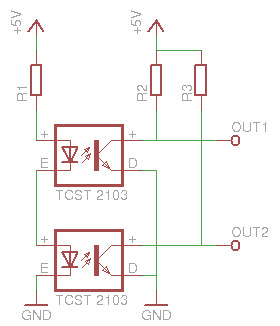 +5V +5V
R1 R2 R3
OUT1
+ +
E D
TCST 2103
OUT2
+ +
E D
TCST 2103
GND GND